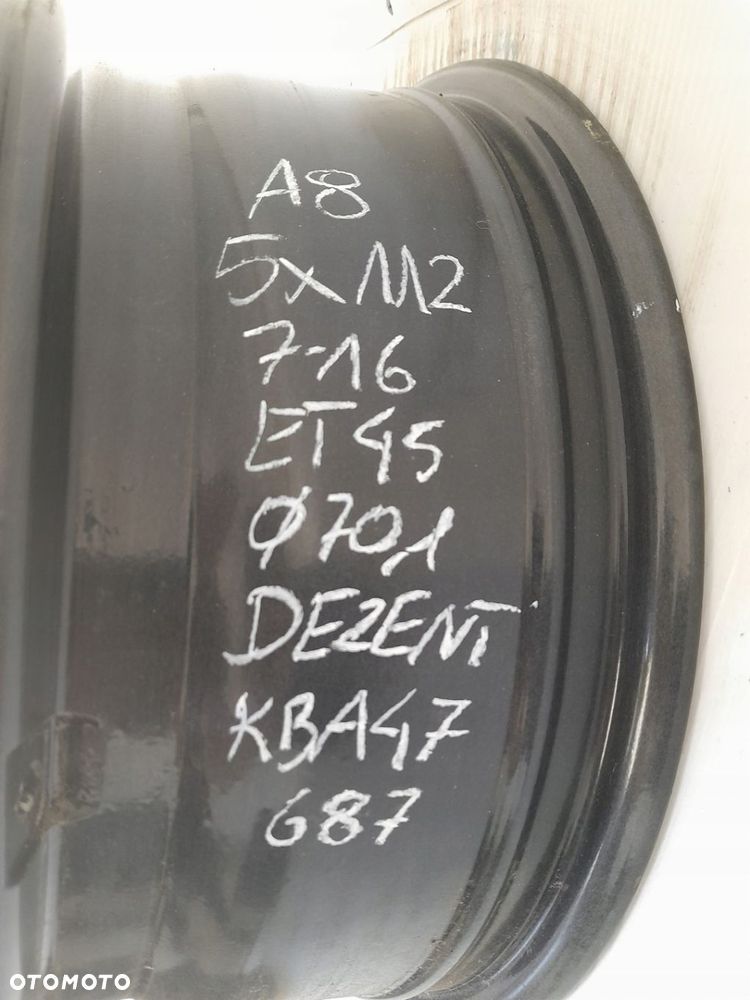 A8
5x112
7-16
ET45
Ø70,1
DEZENT
KBA47
687
OTOMOTO